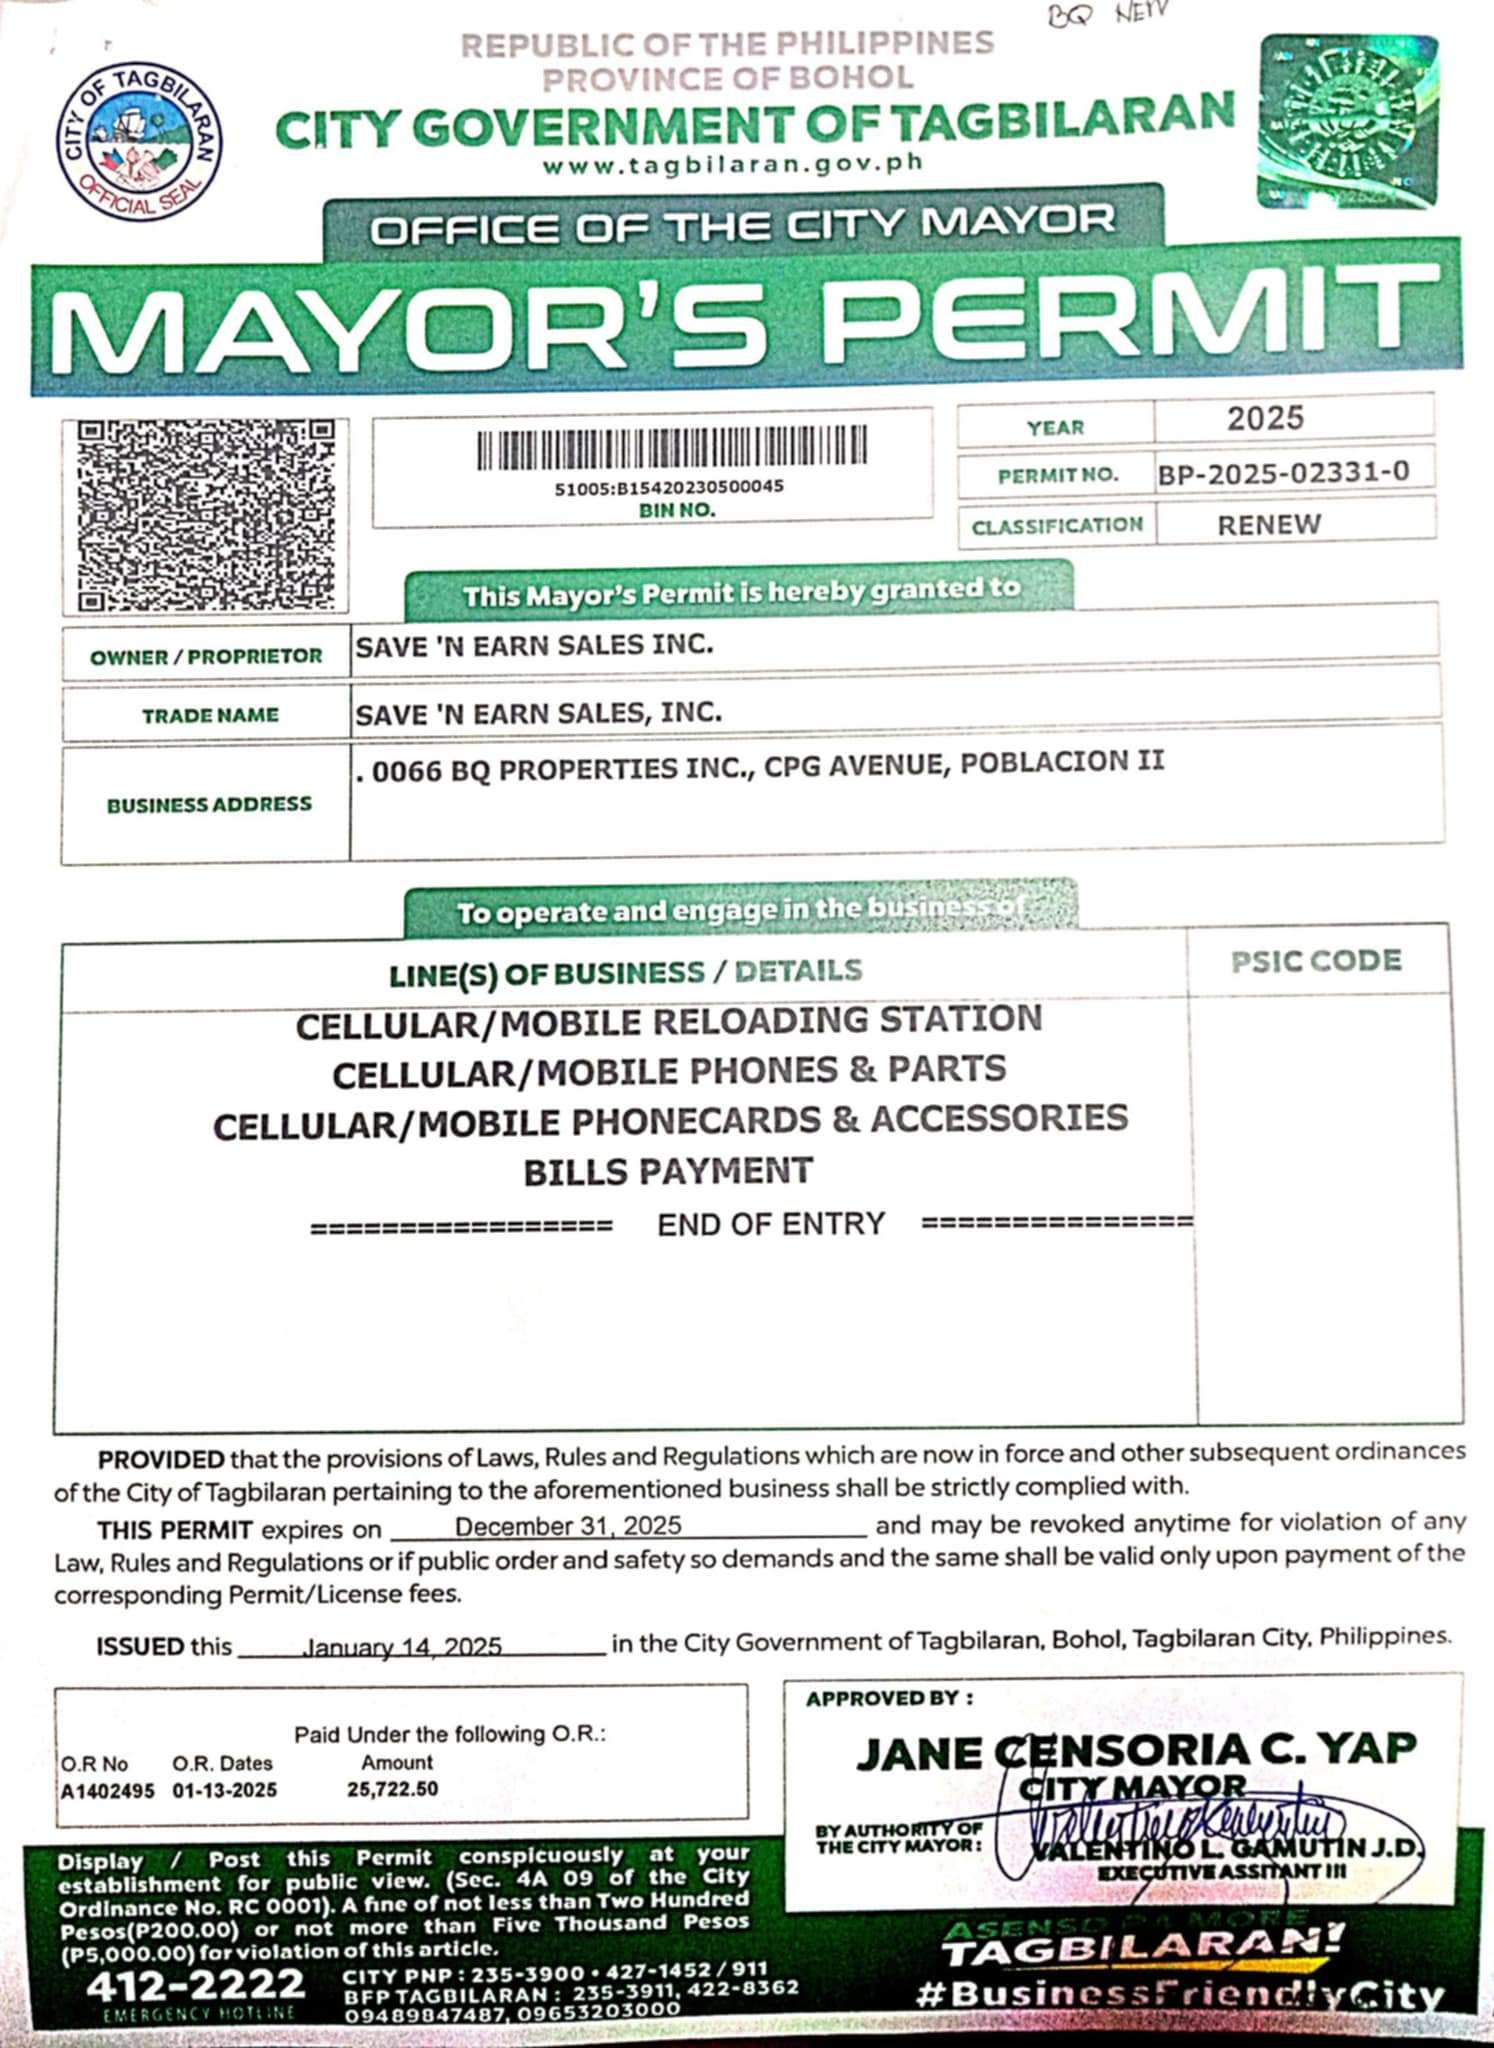 BQ NEW
REPUBLIC OF THE PHILIPPINES
PROVINCE OF BOHOL
CITY GOVERNMENT OF TAGBILARAN
www.tagbilaran.gov.ph
CITY OF TAGBILARAN
OFFICIAL SEAL
OFFICE OF THE CITY MAYOR
MAYOR'S PERMIT
51005:B15420230500045
BIN NO.
YEAR 2025
PERMIT NO. BP-2025-02331-0
CLASSIFICATION RENEW
This Mayor's Permit is hereby granted to
OWNER / PROPRIETOR SAVE 'N EARN SALES INC.
TRADE NAME SAVE 'N EARN SALES, INC.
BUSINESS ADDRESS . 0066 BQ PROPERTIES INC., CPG AVENUE, POBLACION II
To operate and engage in the business of
LINE(S) OF BUSINESS / DETAILS PSIC CODE
CELLULAR/MOBILE RELOADING STATION
CELLULAR/MOBILE PHONES & PARTS
CELLULAR/MOBILE PHONECARDS & ACCESSORIES
BILLS PAYMENT
================= END OF ENTRY ===============
PROVIDED that the provisions of Laws, Rules and Regulations which are now in force and other subsequent ordinances
of the City of Tagbilaran pertaining to the aforementioned business shall be strictly complied with.
THIS PERMIT expires on December 31, 2025 and may be revoked anytime for violation of any
Law, Rules and Regulations or if public order and safety so demands and the same shall be valid only upon payment of the
corresponding Permit/License fees.
ISSUED this January 14, 2025 in the City Government of Tagbilaran, Bohol, Tagbilaran City, Philippines.
Paid Under the following O.R.:
O.R No O.R. Dates Amount
A1402495 01-13-2025 25,722.50
APPROVED BY :
JANE CENSORIA C. YAP
CITY MAYOR
BY AUTHORITY OF
THE CITY MAYOR :
VALENTINO L. GAMUTIN J.D.
EXECUTIVE ASSITANT III
Display / Post this Permit conspicuously at your
establishment for public view. (Sec. 4A 09 of the City
Ordinance No. RC 0001). A fine of not less than Two Hundred
Pesos(P200.00) or not more than Five Thousand Pesos
(P5,000.00) for violation of this article.
412-2222
EMERGENCY HOTLINE
CITY PNP : 235-3900 • 427-1452 / 911
BFP TAGBILARAN : 235-3911, 422-8362
09489847487, 09653203000
ASENSO PA MORE
TAGBILARAN!
#BusinessFriendlyCity